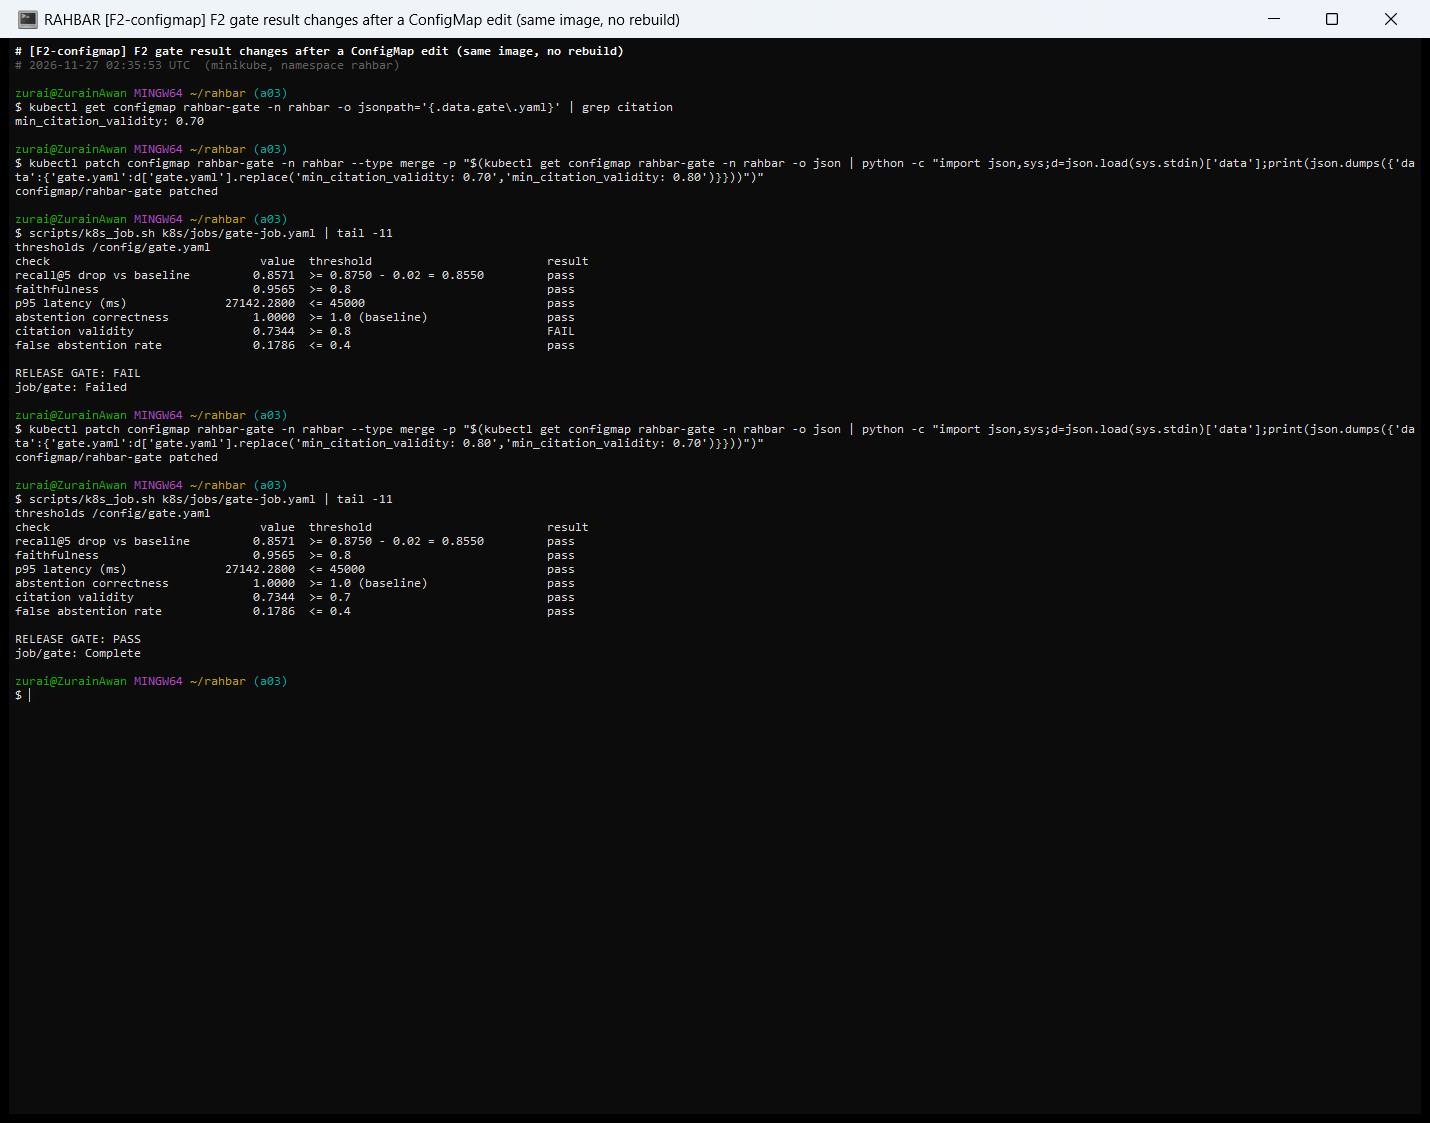 RAHBAR [F2-configmap] F2 gate result changes after a ConfigMap edit (same image, no rebuild)
# [F2-configmap] F2 gate result changes after a ConfigMap edit (same image, no rebuild)
# 2026-11-27 02:35:53 UTC  (minikube, namespace rahbar)
zurai@ZurainAwan MINGW64 ~/rahbar (a03)
$ kubectl get configmap rahbar-gate -n rahbar -o jsonpath='{.data.gate\.yaml}' | grep citation
min_citation_validity: 0.70
zurai@ZurainAwan MINGW64 ~/rahbar (a03)
$ kubectl patch configmap rahbar-gate -n rahbar --type merge -p "$(kubectl get configmap rahbar-gate -n rahbar -o json | python -c "import json,sys;d=json.load(sys.stdin)['data'];print(json.dumps({'da
ta':{'gate.yaml':d['gate.yaml'].replace('min_citation_validity: 0.70','min_citation_validity: 0.80')}}))")"
configmap/rahbar-gate patched
zurai@ZurainAwan MINGW64 ~/rahbar (a03)
$ scripts/k8s_job.sh k8s/jobs/gate-job.yaml | tail -11
thresholds /config/gate.yaml
check                              value  threshold                         result
recall@5 drop vs baseline         0.8571  >= 0.8750 - 0.02 = 0.8550         pass
faithfulness                      0.9565  >= 0.8                            pass
p95 latency (ms)              27142.2800  <= 45000                          pass
abstention correctness            1.0000  >= 1.0 (baseline)                 pass
citation validity                 0.7344  >= 0.8                            FAIL
false abstention rate             0.1786  <= 0.4                            pass
RELEASE GATE: FAIL
job/gate: Failed
zurai@ZurainAwan MINGW64 ~/rahbar (a03)
$ kubectl patch configmap rahbar-gate -n rahbar --type merge -p "$(kubectl get configmap rahbar-gate -n rahbar -o json | python -c "import json,sys;d=json.load(sys.stdin)['data'];print(json.dumps({'da
ta':{'gate.yaml':d['gate.yaml'].replace('min_citation_validity: 0.80','min_citation_validity: 0.70')}}))")"
configmap/rahbar-gate patched
zurai@ZurainAwan MINGW64 ~/rahbar (a03)
$ scripts/k8s_job.sh k8s/jobs/gate-job.yaml | tail -11
thresholds /config/gate.yaml
check                              value  threshold                         result
recall@5 drop vs baseline         0.8571  >= 0.8750 - 0.02 = 0.8550         pass
faithfulness                      0.9565  >= 0.8                            pass
p95 latency (ms)              27142.2800  <= 45000                          pass
abstention correctness            1.0000  >= 1.0 (baseline)                 pass
citation validity                 0.7344  >= 0.7                            pass
false abstention rate             0.1786  <= 0.4                            pass
RELEASE GATE: PASS
job/gate: Complete
zurai@ZurainAwan MINGW64 ~/rahbar (a03)
$